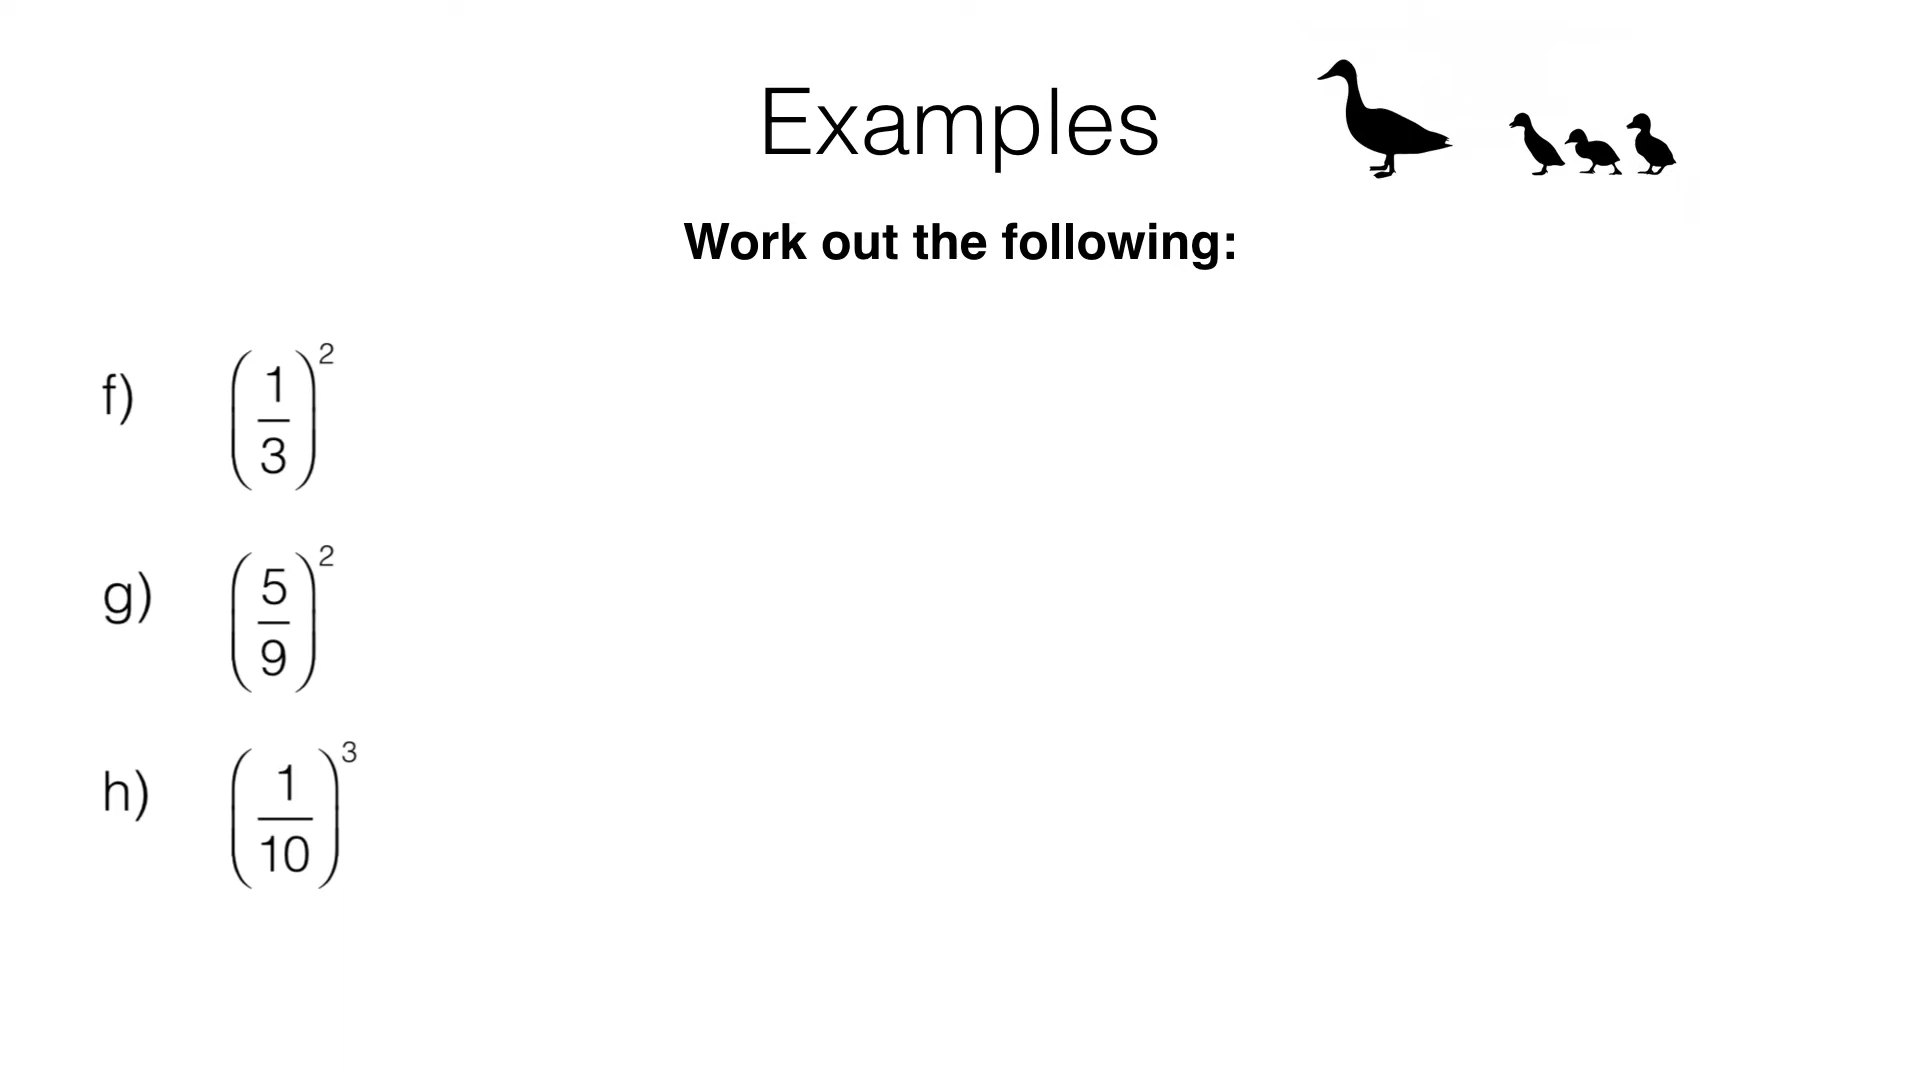 Examples
Work out the following:
f) (1/3)²
g) (5/9)²
h) (1/10)³